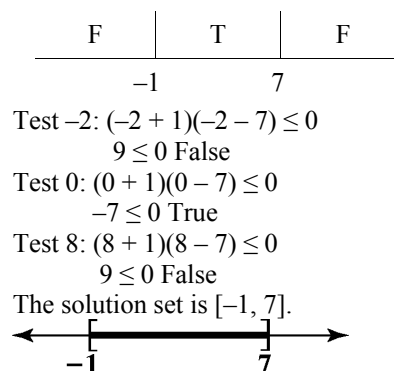 F T F
–1 7
Test –2: (–2 + 1)(–2 – 7) ≤ 0
9 ≤ 0 False
Test 0: (0 + 1)(0 – 7) ≤ 0
–7 ≤ 0 True
Test 8: (8 + 1)(8 – 7) ≤ 0
9 ≤ 0 False
The solution set is [–1, 7].
–1 7